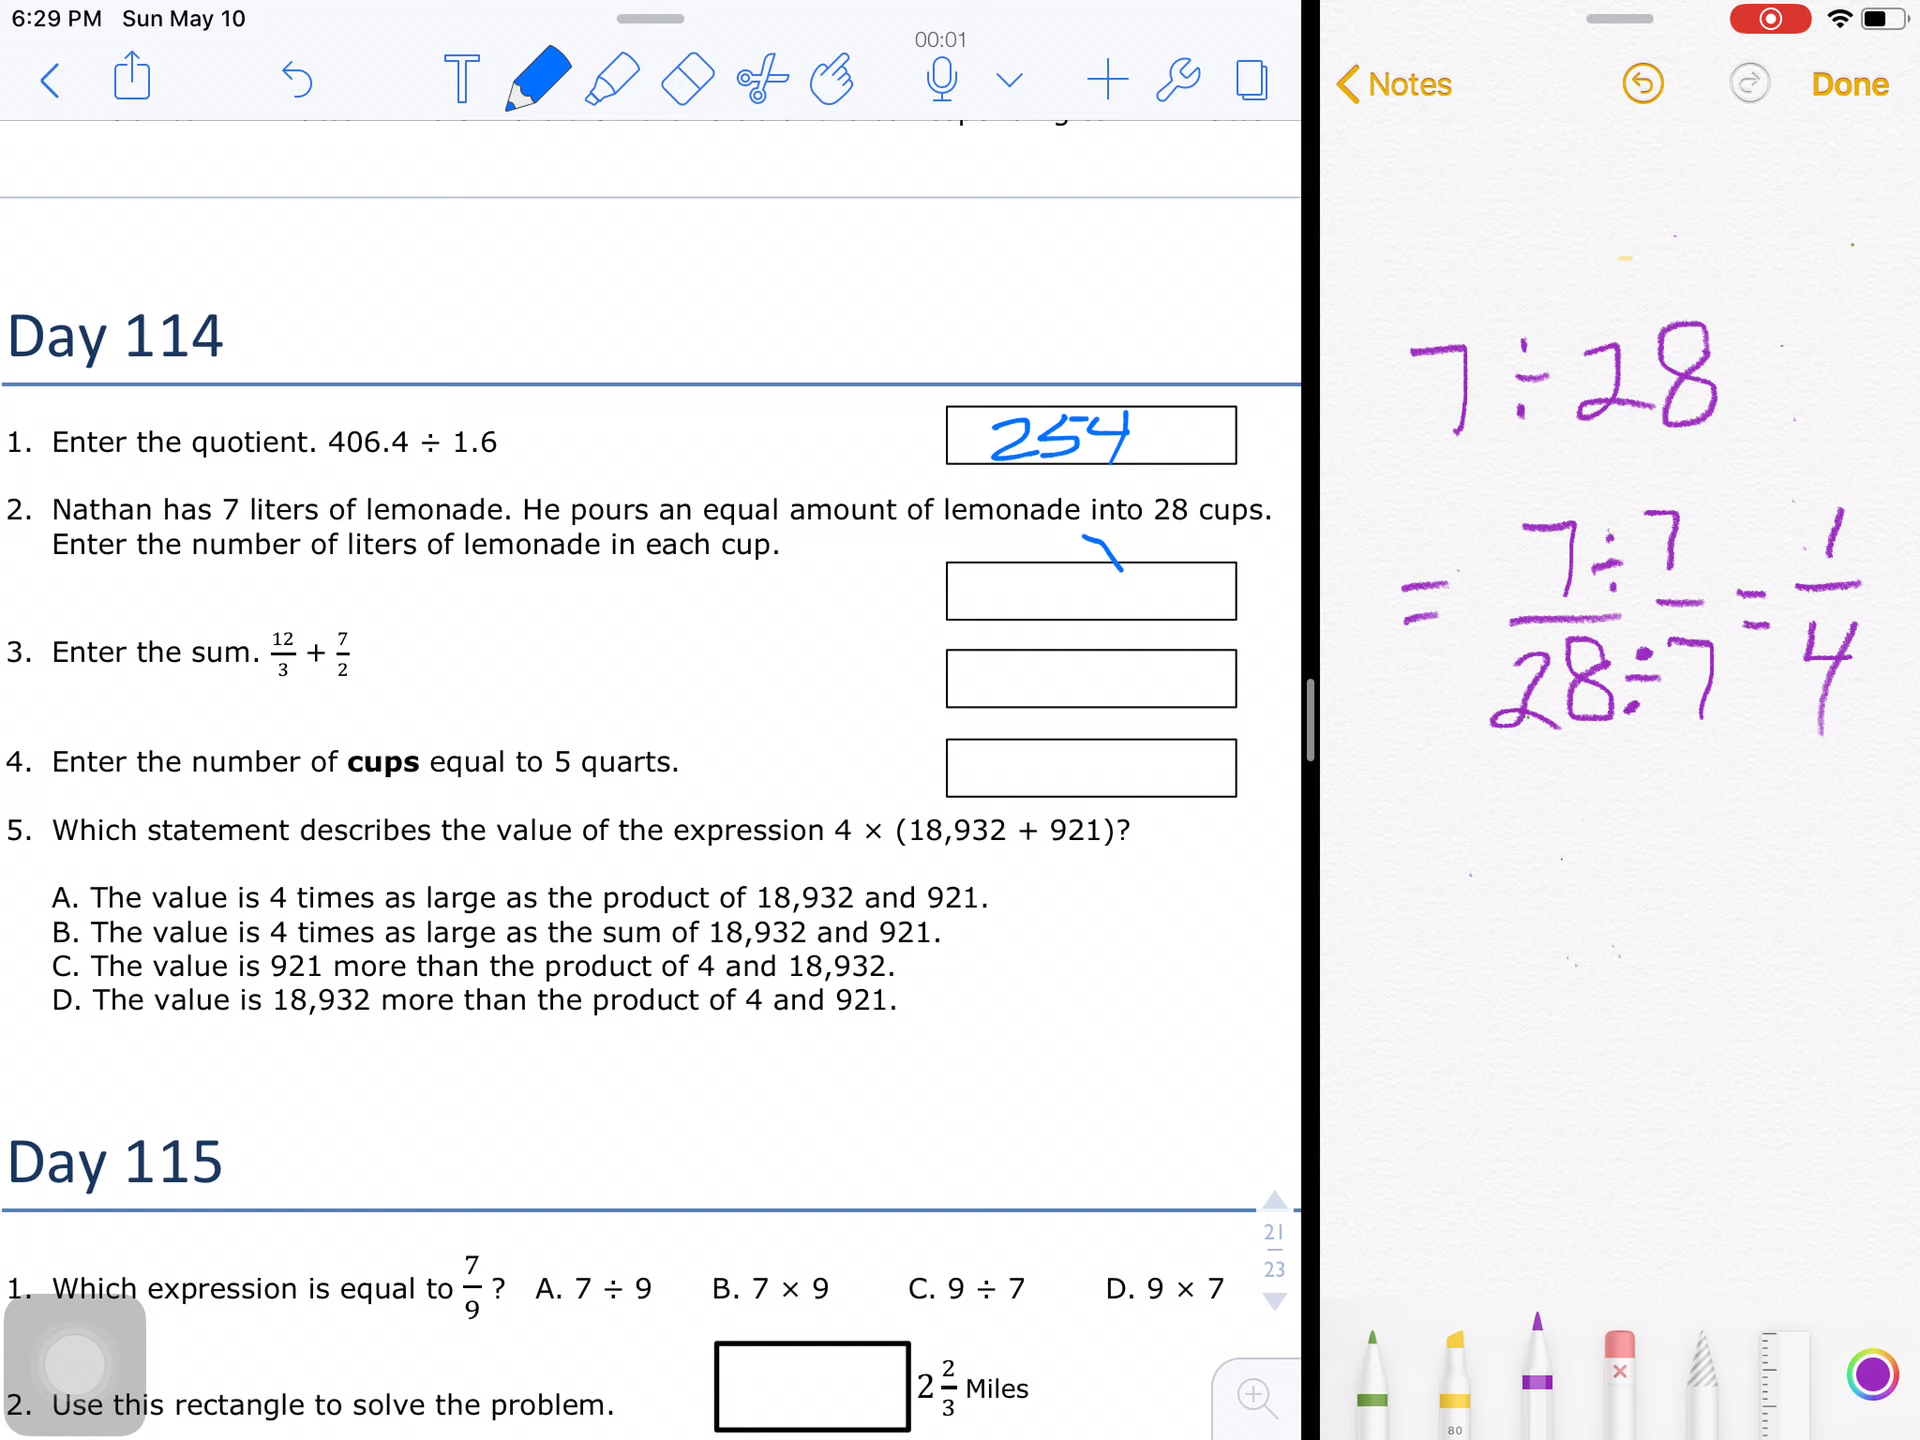 6:29 PM Sun May 10
00:01
T
Notes
Done
Day 114
1. Enter the quotient. 406.4 ÷ 1.6
254
2. Nathan has 7 liters of lemonade. He pours an equal amount of lemonade into 28 cups.
Enter the number of liters of lemonade in each cup.
3. Enter the sum. 12/3 + 7/2
4. Enter the number of cups equal to 5 quarts.
5. Which statement describes the value of the expression 4 × (18,932 + 921)?
A. The value is 4 times as large as the product of 18,932 and 921.
B. The value is 4 times as large as the sum of 18,932 and 921.
C. The value is 921 more than the product of 4 and 18,932.
D. The value is 18,932 more than the product of 4 and 921.
Day 115
21
23
1. Which expression is equal to 7/9 ? A. 7 ÷ 9 B. 7 × 9 C. 9 ÷ 7 D. 9 × 7
2. Use this rectangle to solve the problem.
2 2/3 Miles
7 ÷ 28
7 ÷ 7
= — — = 1/4
28 ÷ 7
80